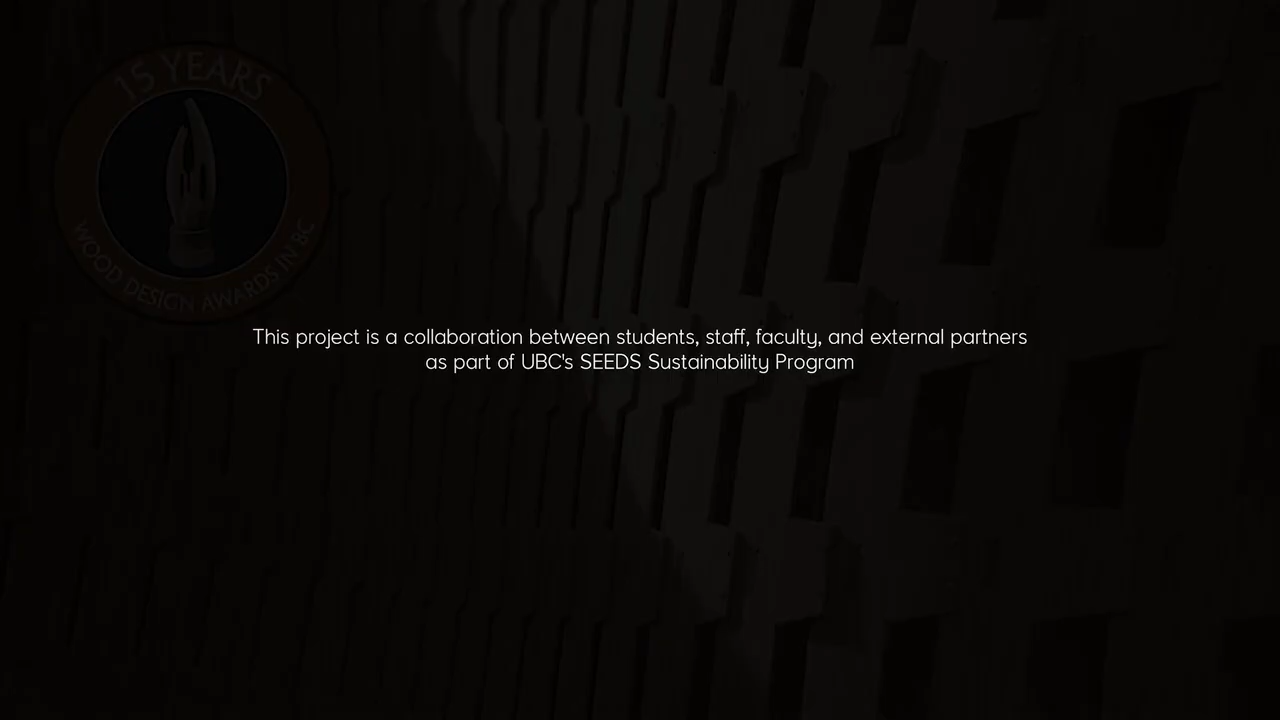 15 YEARS
WOOD DESIGN AWARDS IN BC
This project is a collaboration between students, staff, faculty, and external partners
as part of UBC's SEEDS Sustainability Program